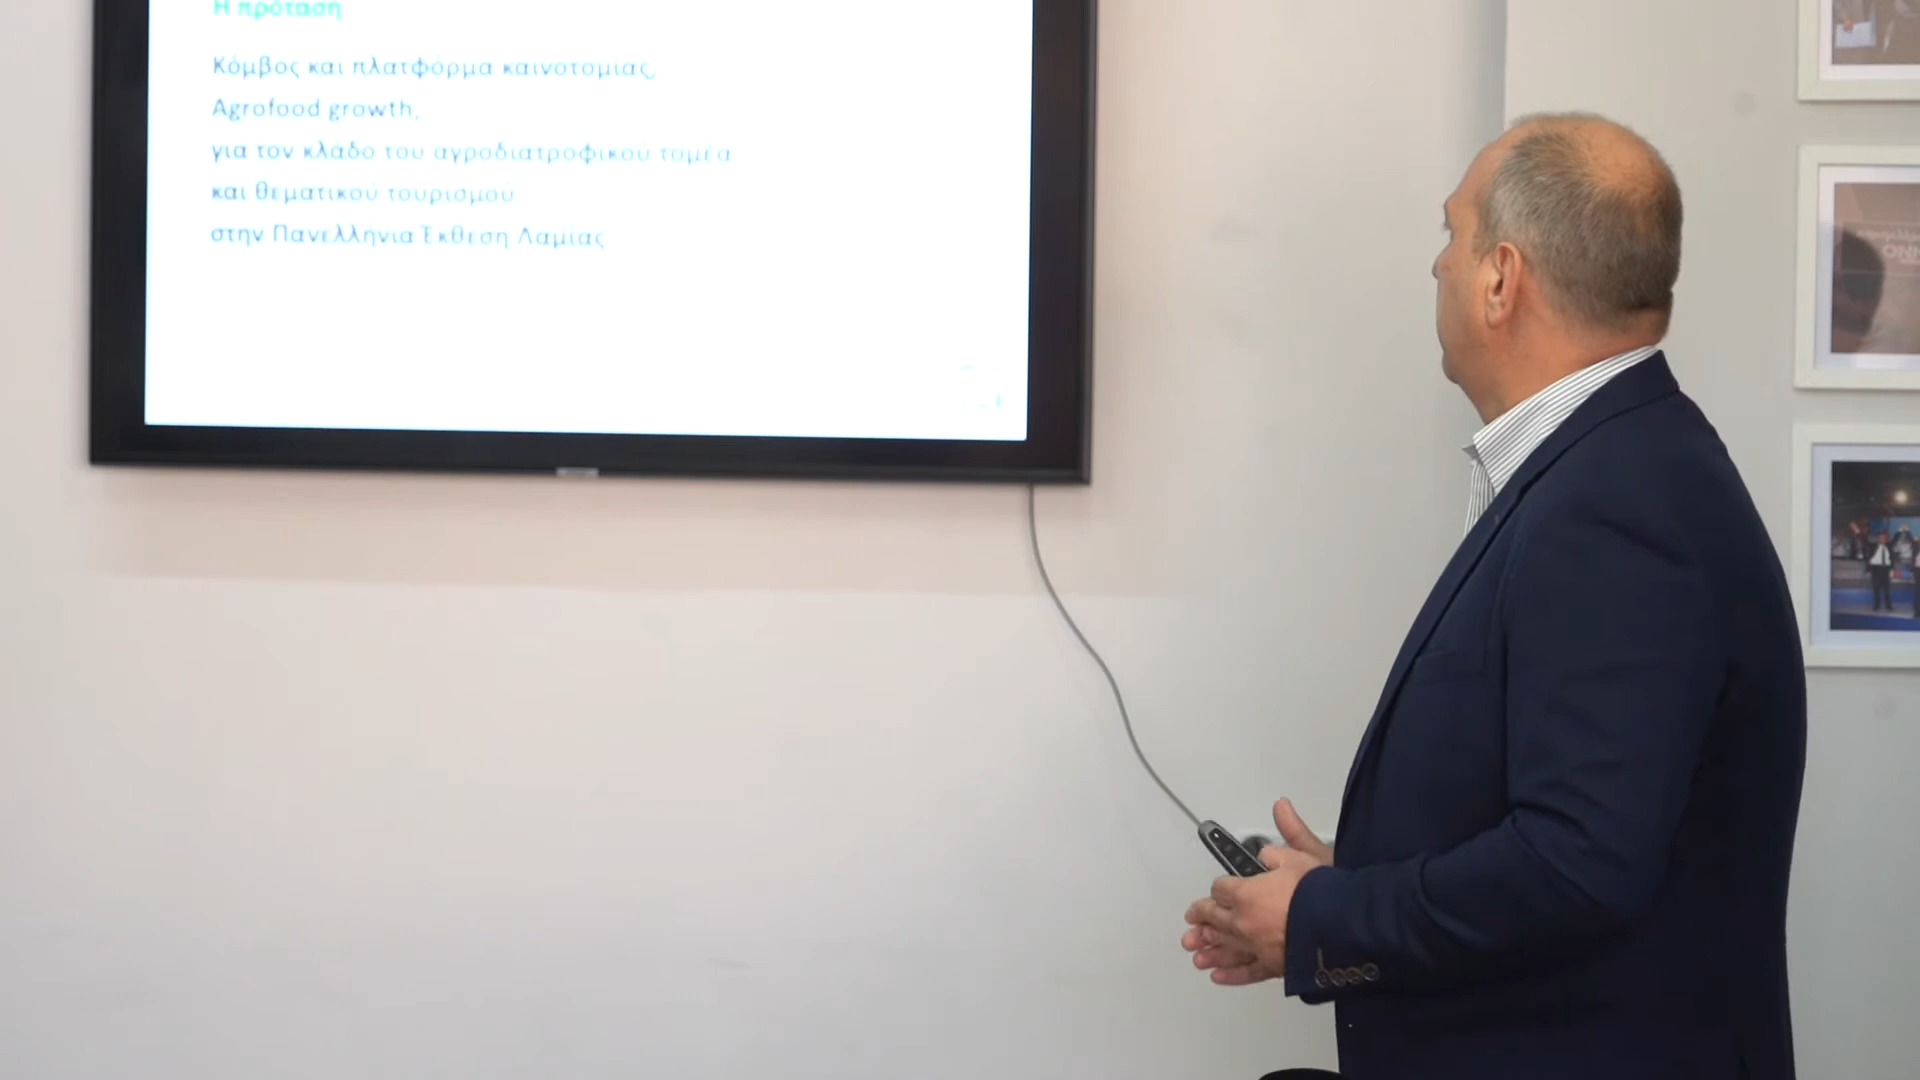 Η πρόταση
Κόμβος και πλατφόρμα καινοτομίας,
Agrofood growth,
για τον κλάδο του αγροδιατροφικου τομέα
και θεματικού τουρισμού
στην Πανελλήνια Έκθεση Λαμίας